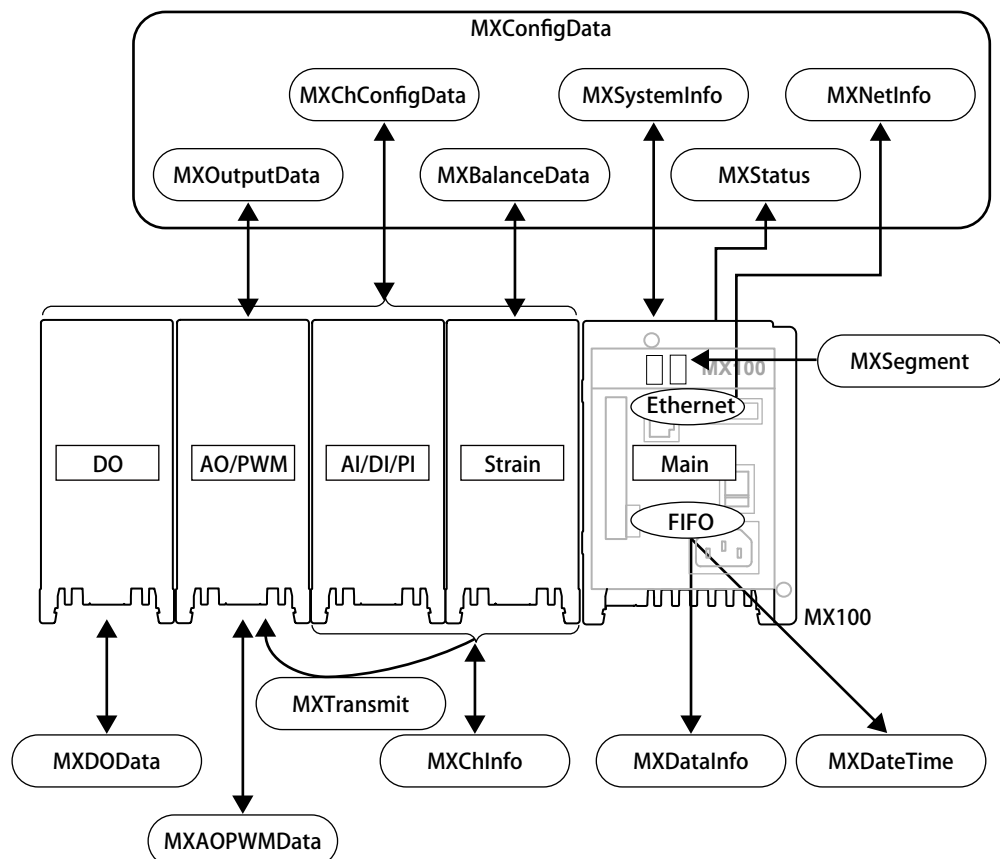 MXConfigData
MXChConfigData
MXSystemInfo
MXNetInfo
MXOutputData
MXBalanceData
MXStatus
MX100
MXSegment
Ethernet
DO
AO/PWM
AI/DI/PI
Strain
Main
FIFO
MX100
MXTransmit
MXDOData
MXChInfo
MXDataInfo
MXDateTime
MXAOPWMData